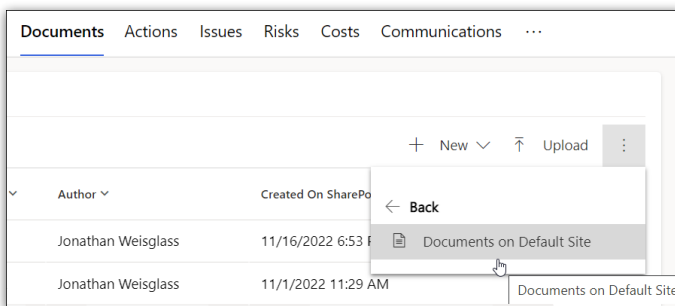 Documents Actions Issues Risks Costs Communications ...
+ New Upload
Author Created On SharePo
Back
Jonathan Weisglass 11/16/2022 6:53
Documents on Default Site
Jonathan Weisglass 11/1/2022 11:29 AM
Documents on Default Site